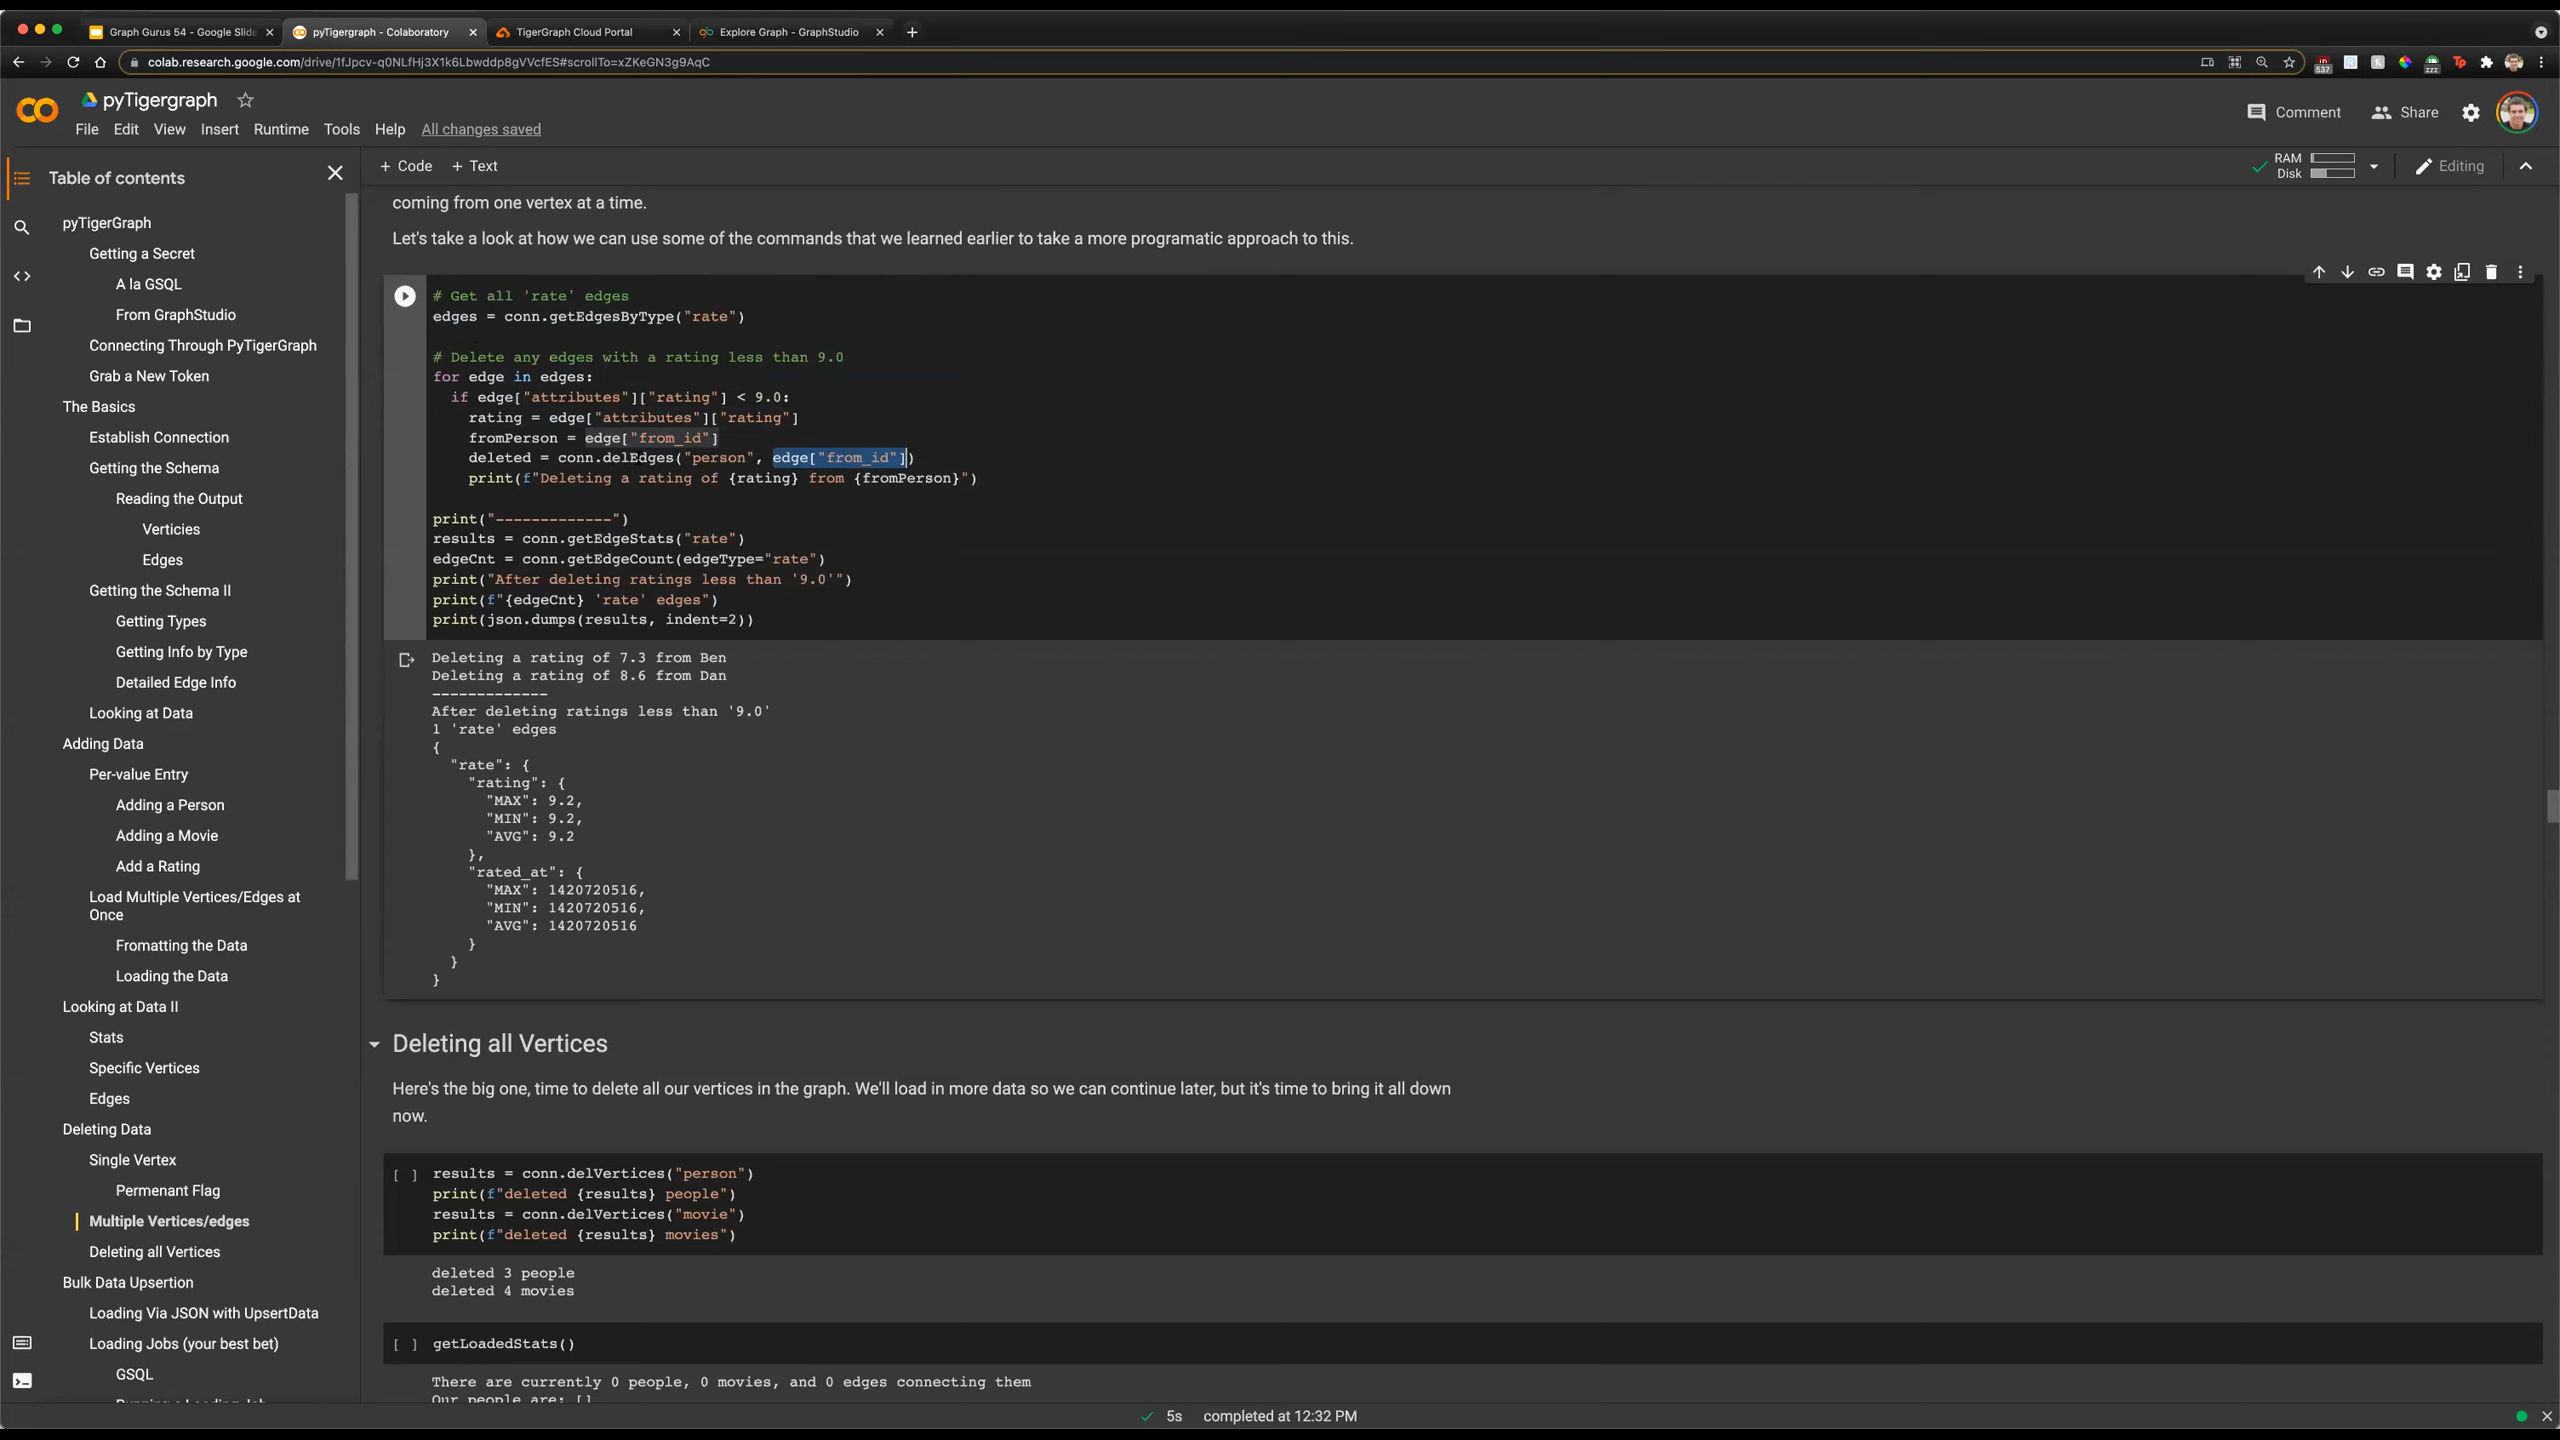 Graph Gurus 54 - Google Slide
pyTigergraph - Colaboratory
TigerGraph Cloud Portal
Explore Graph - GraphStudio
colab.research.google.com/drive/1fJpcv-q0NLfHj3X1k6Lbwddp8gVVcfES#scrollTo=xZKeGN3g9AqC
pyTigergraph
File Edit View Insert Runtime Tools Help All changes saved
Comment Share
Table of contents
+ Code + Text
RAM
Disk
Editing
pyTigerGraph
Getting a Secret
A la GSQL
From GraphStudio
Connecting Through PyTigerGraph
Grab a New Token
The Basics
Establish Connection
Getting the Schema
Reading the Output
Verticies
Edges
Getting the Schema II
Getting Types
Getting Info by Type
Detailed Edge Info
Looking at Data
Adding Data
Per-value Entry
Adding a Person
Adding a Movie
Add a Rating
Load Multiple Vertices/Edges at
Once
Fromatting the Data
Loading the Data
Looking at Data II
Stats
Specific Vertices
Edges
Deleting Data
Single Vertex
Permenant Flag
Multiple Vertices/edges
Deleting all Vertices
Bulk Data Upsertion
Loading Via JSON with UpsertData
Loading Jobs (your best bet)
GSQL
coming from one vertex at a time.
Let's take a look at how we can use some of the commands that we learned earlier to take a more programatic approach to this.
# Get all 'rate' edges
edges = conn.getEdgesByType("rate")
# Delete any edges with a rating less than 9.0
for edge in edges:
if edge["attributes"]["rating"] < 9.0:
rating = edge["attributes"]["rating"]
fromPerson = edge["from_id"]
deleted = conn.delEdges("person", edge["from_id"])
print(f"Deleting a rating of {rating} from {fromPerson}")
print("-------------")
results = conn.getEdgeStats("rate")
edgeCnt = conn.getEdgeCount(edgeType="rate")
print("After deleting ratings less than '9.0'")
print(f"{edgeCnt} 'rate' edges")
print(json.dumps(results, indent=2))
Deleting a rating of 7.3 from Ben
Deleting a rating of 8.6 from Dan
-------------
After deleting ratings less than '9.0'
1 'rate' edges
{
"rate": {
"rating": {
"MAX": 9.2,
"MIN": 9.2,
"AVG": 9.2
},
"rated_at": {
"MAX": 1420720516,
"MIN": 1420720516,
"AVG": 1420720516
}
}
}
Deleting all Vertices
Here's the big one, time to delete all our vertices in the graph. We'll load in more data so we can continue later, but it's time to bring it all down
now.
[ ] results = conn.delVertices("person")
print(f"deleted {results} people")
results = conn.delVertices("movie")
print(f"deleted {results} movies")
deleted 3 people
deleted 4 movies
[ ] getLoadedStats()
There are currently 0 people, 0 movies, and 0 edges connecting them
Our people are: []
5s completed at 12:32 PM